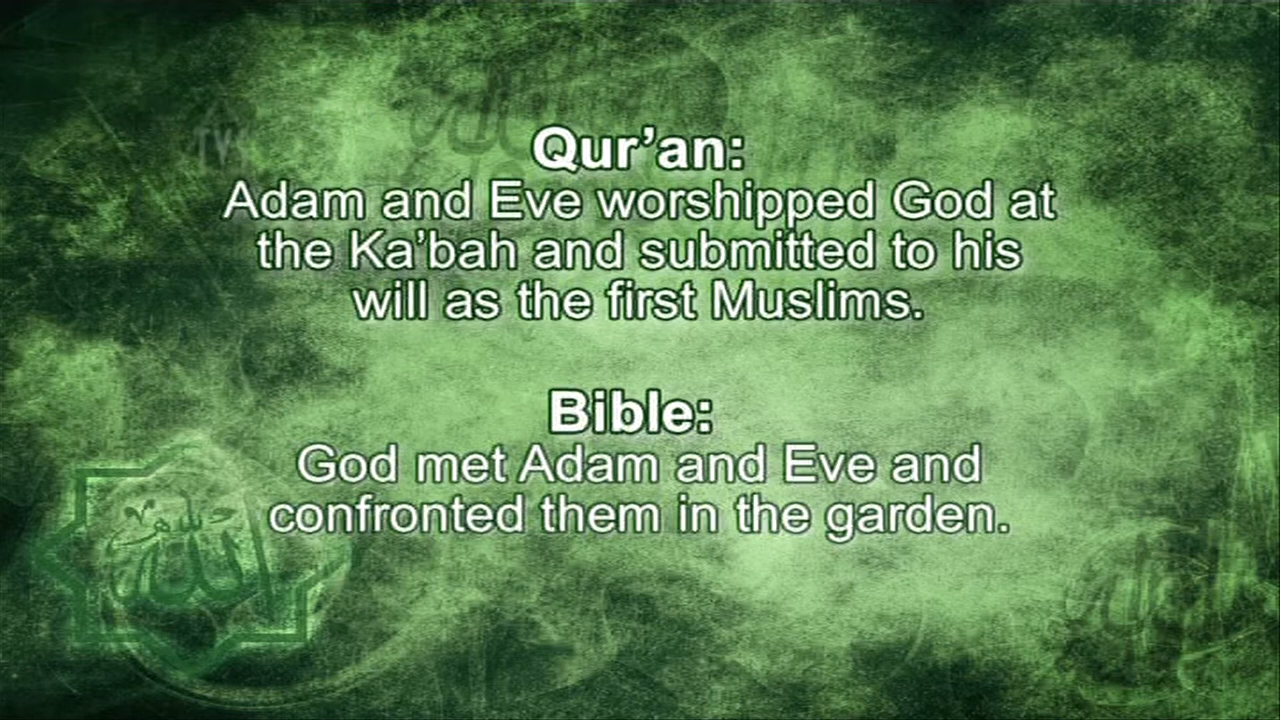 Qur’an:
Adam and Eve worshipped God at
the Ka’bah and submitted to his
will as the first Muslims.
Bible:
God met Adam and Eve and
confronted them in the garden.
الله